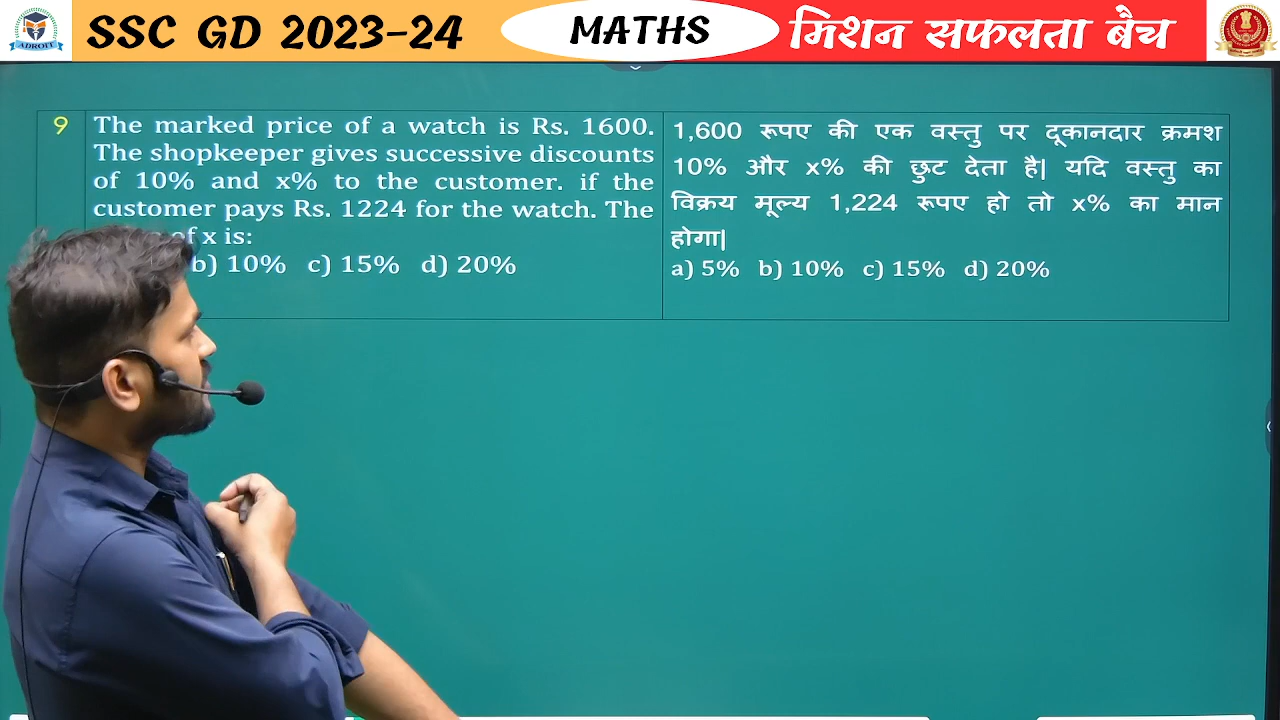 ADROIT
SSC GD 2023-24
MATHS
मिशन सफलता बैच
9
The marked price of a watch is Rs. 1600.
The shopkeeper gives successive discounts
of 10% and x% to the customer. if the
customer pays Rs. 1224 for the watch. The
of x is:
b) 10% c) 15% d) 20%
1,600 रूपए की एक वस्तु पर दूकानदार क्रमश
10% और x% की छुट देता है| यदि वस्तु का
विक्रय मूल्य 1,224 रूपए हो तो x% का मान
होगा|
a) 5% b) 10% c) 15% d) 20%